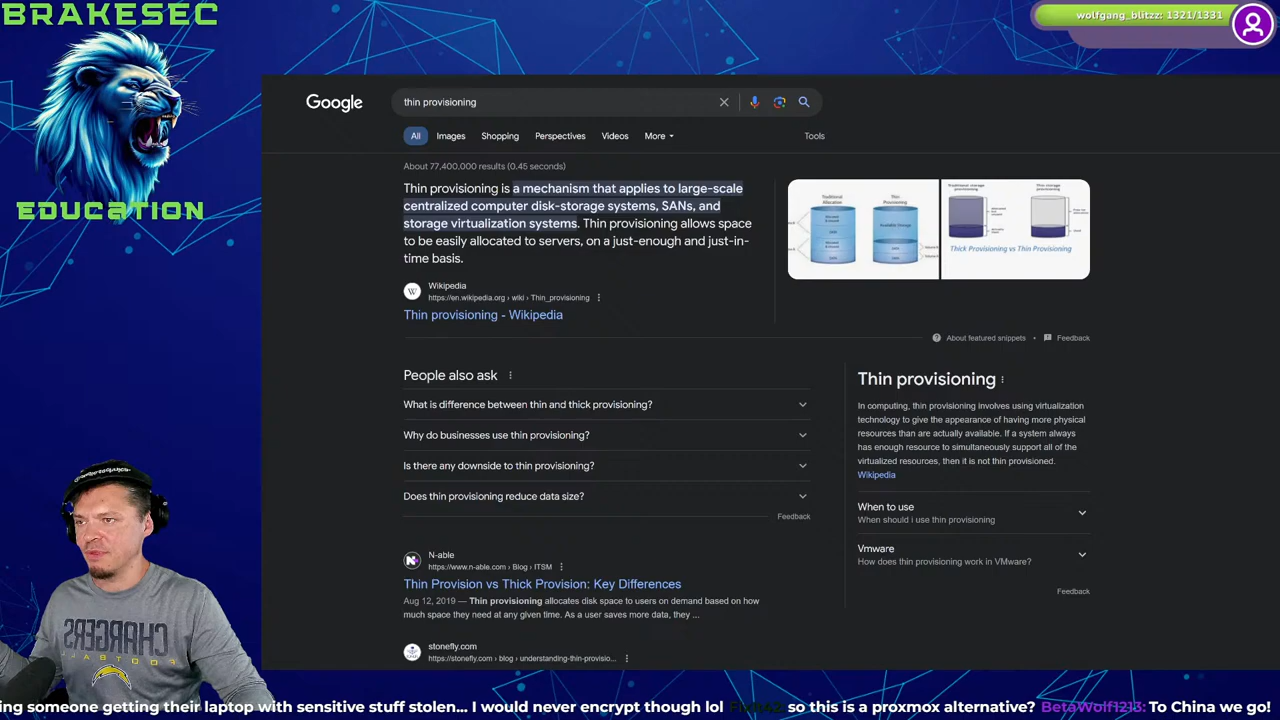 BRAKESEC
EDUCATION
wolfgang_blitzz: 1321/1331
Google
thin provisioning
All
Images
Shopping
Perspectives
Videos
More
Tools
About 77,400,000 results (0.45 seconds)
Thin provisioning is a mechanism that applies to large-scale
centralized computer disk-storage systems, SANs, and
storage virtualization systems. Thin provisioning allows space
to be easily allocated to servers, on a just-enough and just-in-
time basis.
Traditional
Allocation
Thin
Provisioning
Available Storage
Thick Provisioning vs Thin Provisioning
W
Wikipedia
https://en.wikipedia.org › wiki › Thin_provisioning
Thin provisioning - Wikipedia
About featured snippets
•
Feedback
People also ask
What is difference between thin and thick provisioning?
Why do businesses use thin provisioning?
Is there any downside to thin provisioning?
Does thin provisioning reduce data size?
Feedback
Thin provisioning
In computing, thin provisioning involves using virtualization
technology to give the appearance of having more physical
resources than are actually available. If a system always
has enough resource to simultaneously support all of the
virtualized resources, then it is not thin provisioned.
Wikipedia
When to use
When should i use thin provisioning
Vmware
How does thin provisioning work in VMware?
Feedback
N
N-able
https://www.n-able.com › Blog › ITSM
Thin Provision vs Thick Provision: Key Differences
Aug 12, 2019 — Thin provisioning allocates disk space to users on demand based on how
much space they need at any given time. As a user saves more data, they ...
stonefly.com
https://stonefly.com › blog › understanding-thin-provisio...
CHARGERS
FOOTBALL
ing someone getting their laptop with sensitive stuff stolen... I would never encrypt though lol so this is a proxmox alternative? BetaWolf1213: To China we go!